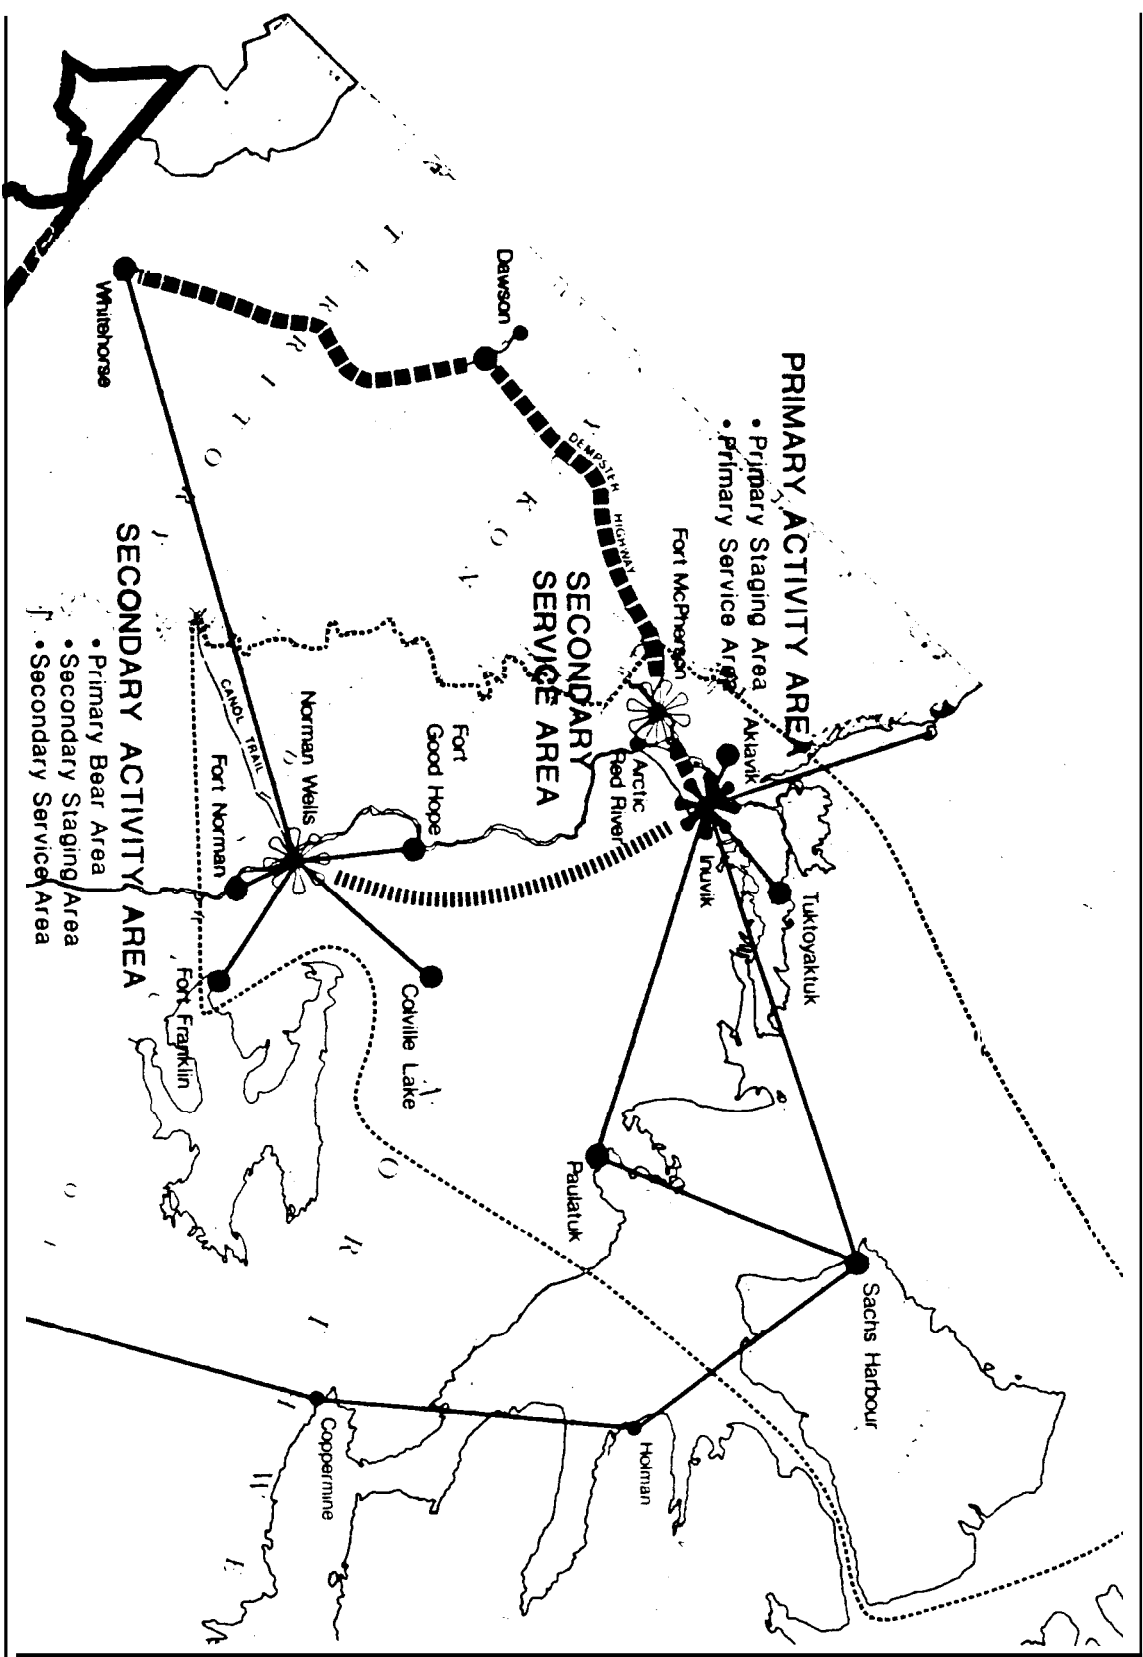 PRIMARY ACTIVITY AREA
• Primary Staging Area
• Primary Service Area
Dawson
Whitehorse
DEMPSTER
HIGHWAY
Fort McPherson
SECONDARY
SERVICE AREA
Aklavik
Arctic
Red River
Inuvik
Tuktoyaktuk
Sachs Harbour
Paulatuk
Holman
Coppermine
Colville Lake
Fort
Good Hope
Norman Wells
CANOL TRAIL
Fort Norman
Fort Franklin
SECONDARY ACTIVITY AREA
• Primary Bear Area
• Secondary Staging Area
• Secondary Service Area